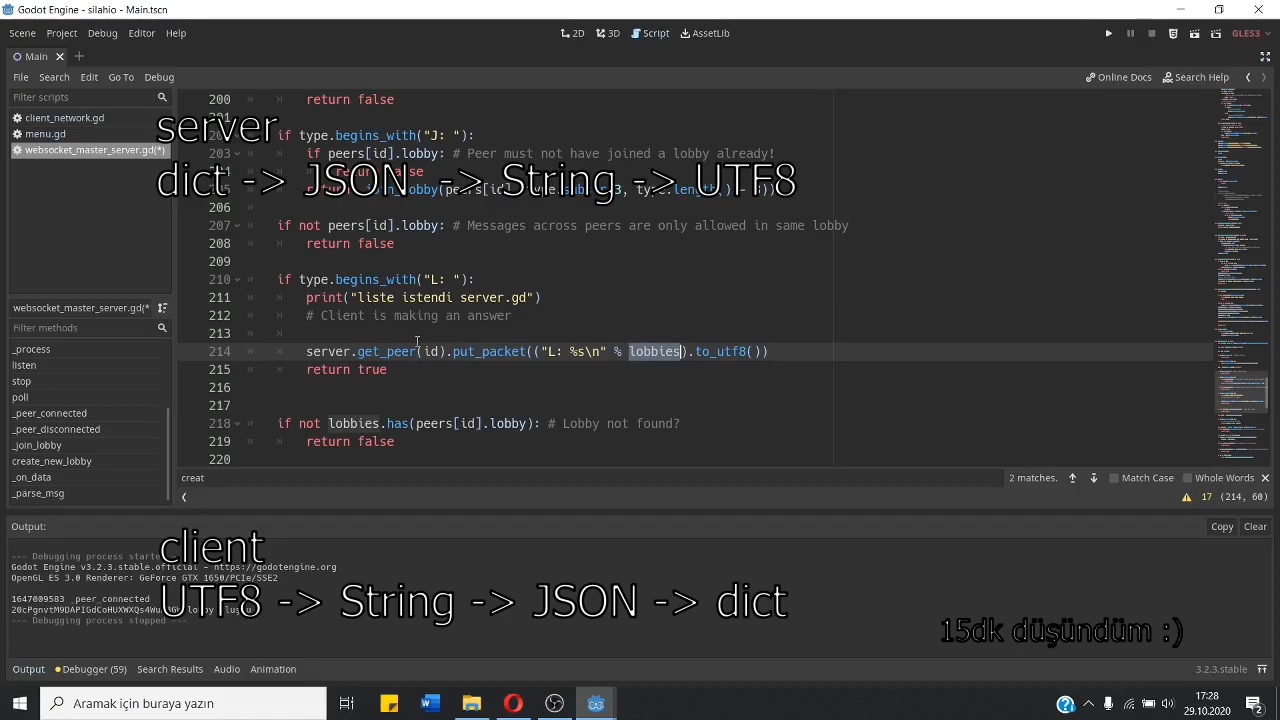 Godot Engine - silahio - Main.tscn
Scene Project Debug Editor Help
2D 3D Script AssetLib
GLES3
Main
File Search Edit Go To Debug
Online Docs Search Help
Filter scripts
client_network.gd
menu.gd
websocket_master_server.gd(*)
websocket_master_server.gd(*
Filter methods
_process
listen
stop
poll
_peer_connected
_peer_disconnected
_join_lobby
create_new_lobby
_on_data
_parse_msg
200 return false
201
server
if type.begins_with("J: "):
203 if peers[id].lobby: # Peer must not have joined a lobby already!
dict -> JSON -> String -> UTF8
206
207 if not peers[id].lobby: # Messages across peers are only allowed in same lobby
208 return false
209
210 if type.begins_with("L: "):
211 print("liste istendi server.gd")
212 # Client is making an answer
213
214 server.get_peer(id).put_packet(("L: %s\n" % lobbies).to_utf8())
215 return true
216
217
218 if not lobbies.has(peers[id].lobby): # Lobby not found?
219 return false
220
creat
2 matches.
Match Case
Whole Words
17 (214, 60)
Output:
Copy Clear
--- Debugging process started
client
Godot Engine v3.2.3.stable.official - https://godotengine.org
OpenGL ES 3.0 Renderer: GeForce GTX 1650/PCIe/SSE2
1647009583 _peer_connected
UTF8 -> String -> JSON -> dict
--- Debugging process stopped ---
15dk düşündüm :)
Output Debugger (59) Search Results Audio Animation
3.2.3.stable
Aramak için buraya yazın
17:28
29.10.2020
2